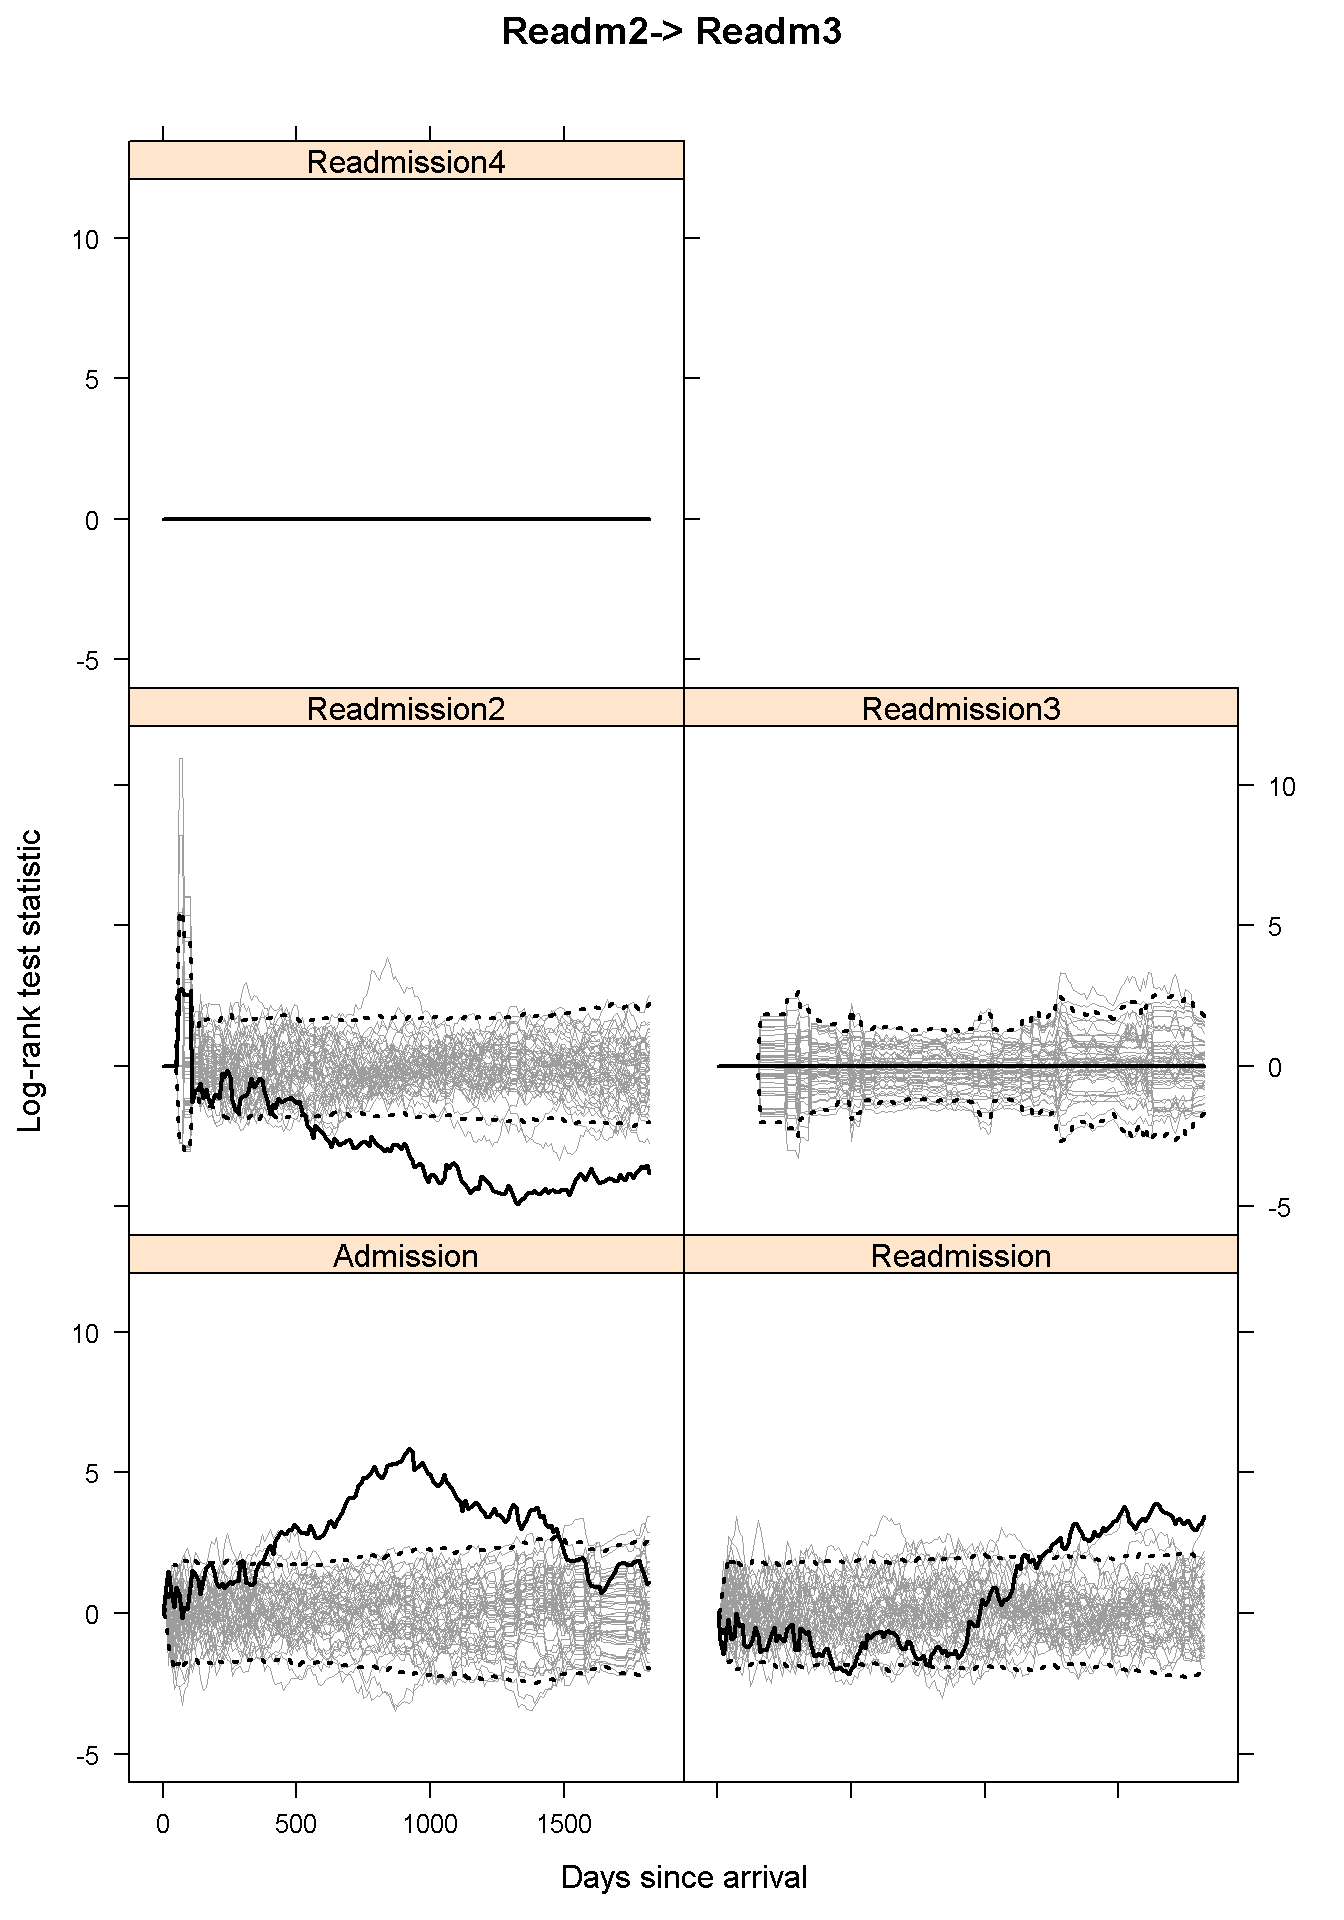 Readm2-> Readm3
Readmission4
10
5
0
-5
Readmission2
Readmission3
10
5
0
-5
Log-rank test statistic
Admission
Readmission
10
5
0
-5
0 500 1000 1500
Days since arrival